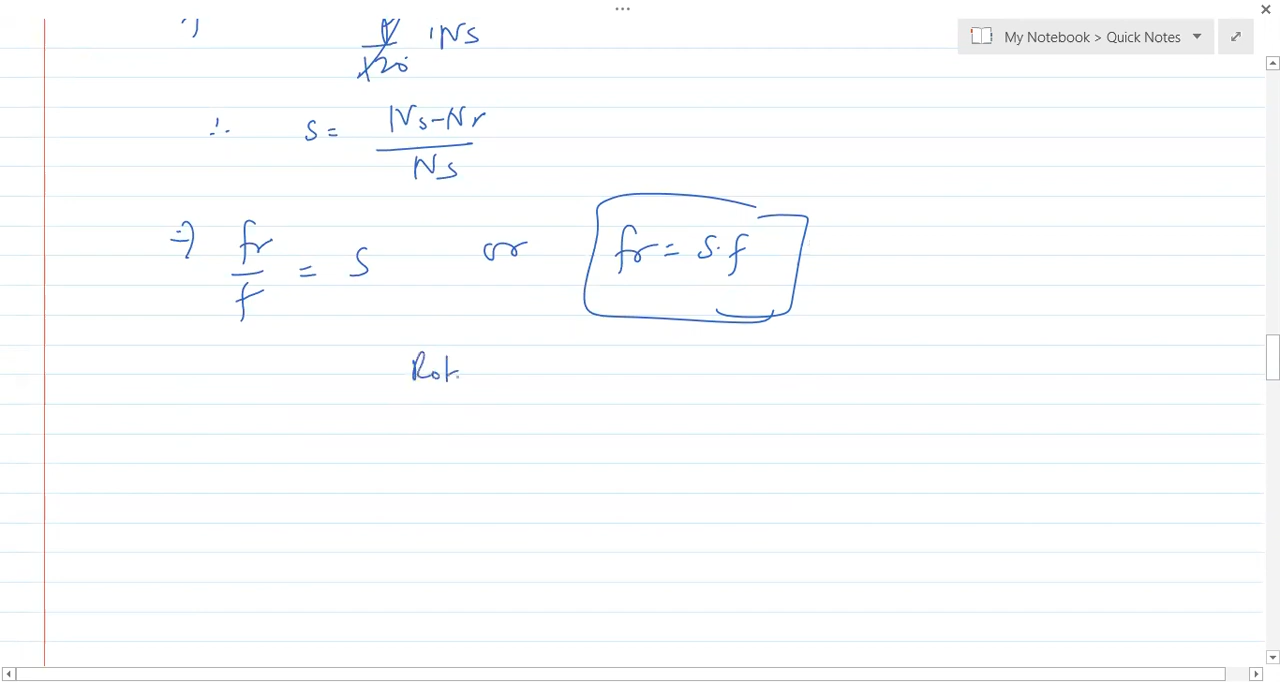 ...
My Notebook > Quick Notes
P/120 · Ns
∴ s = Ns-Nr/Ns
⇒ fr/f = s or fr = s.f
Rot.